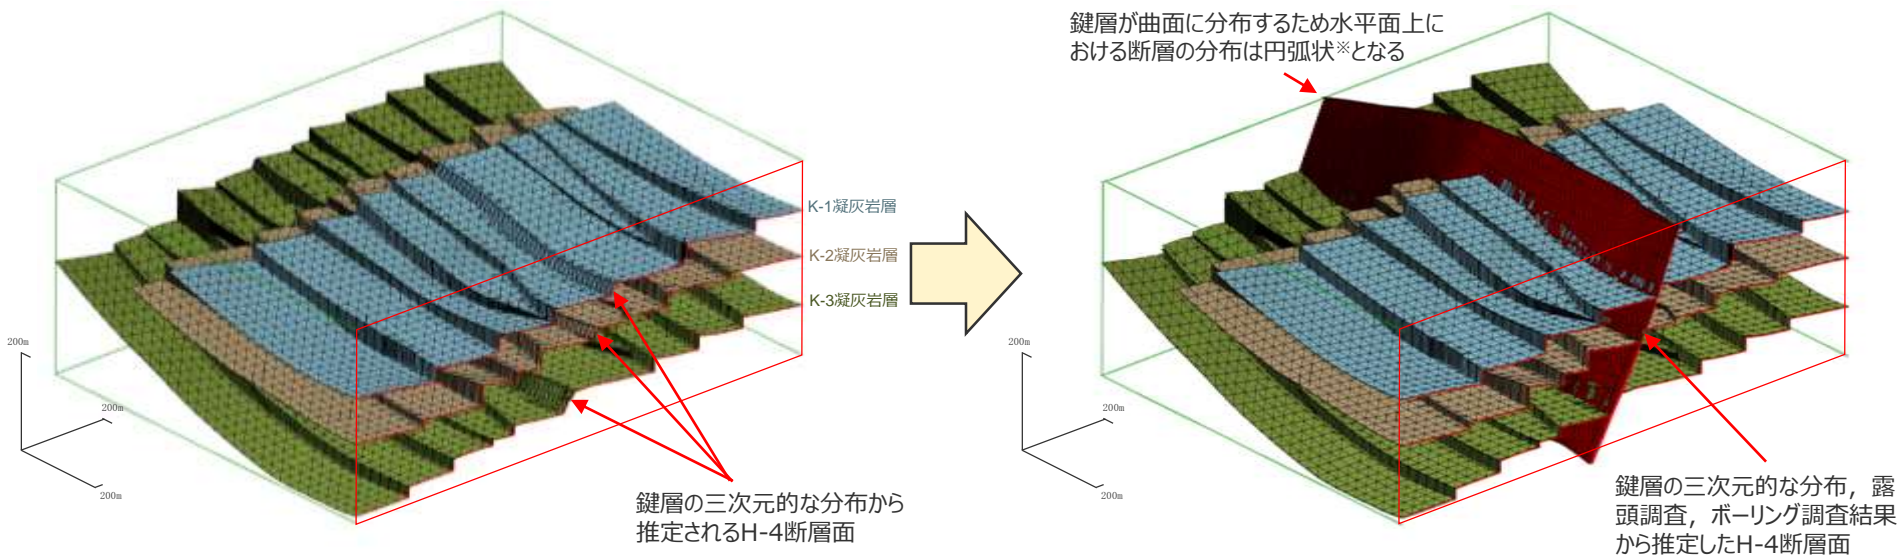 鍵層が曲面に分布するため水平面上に
おける断層の分布は円弧状※となる
K-1凝灰岩層
K-2凝灰岩層
K-3凝灰岩層
200m
200m
200m
200m
200m
200m
鍵層の三次元的な分布から
推定されるH-4断層面
鍵層の三次元的な分布，露
頭調査，ボーリング調査結果
から推定したH-4断層面